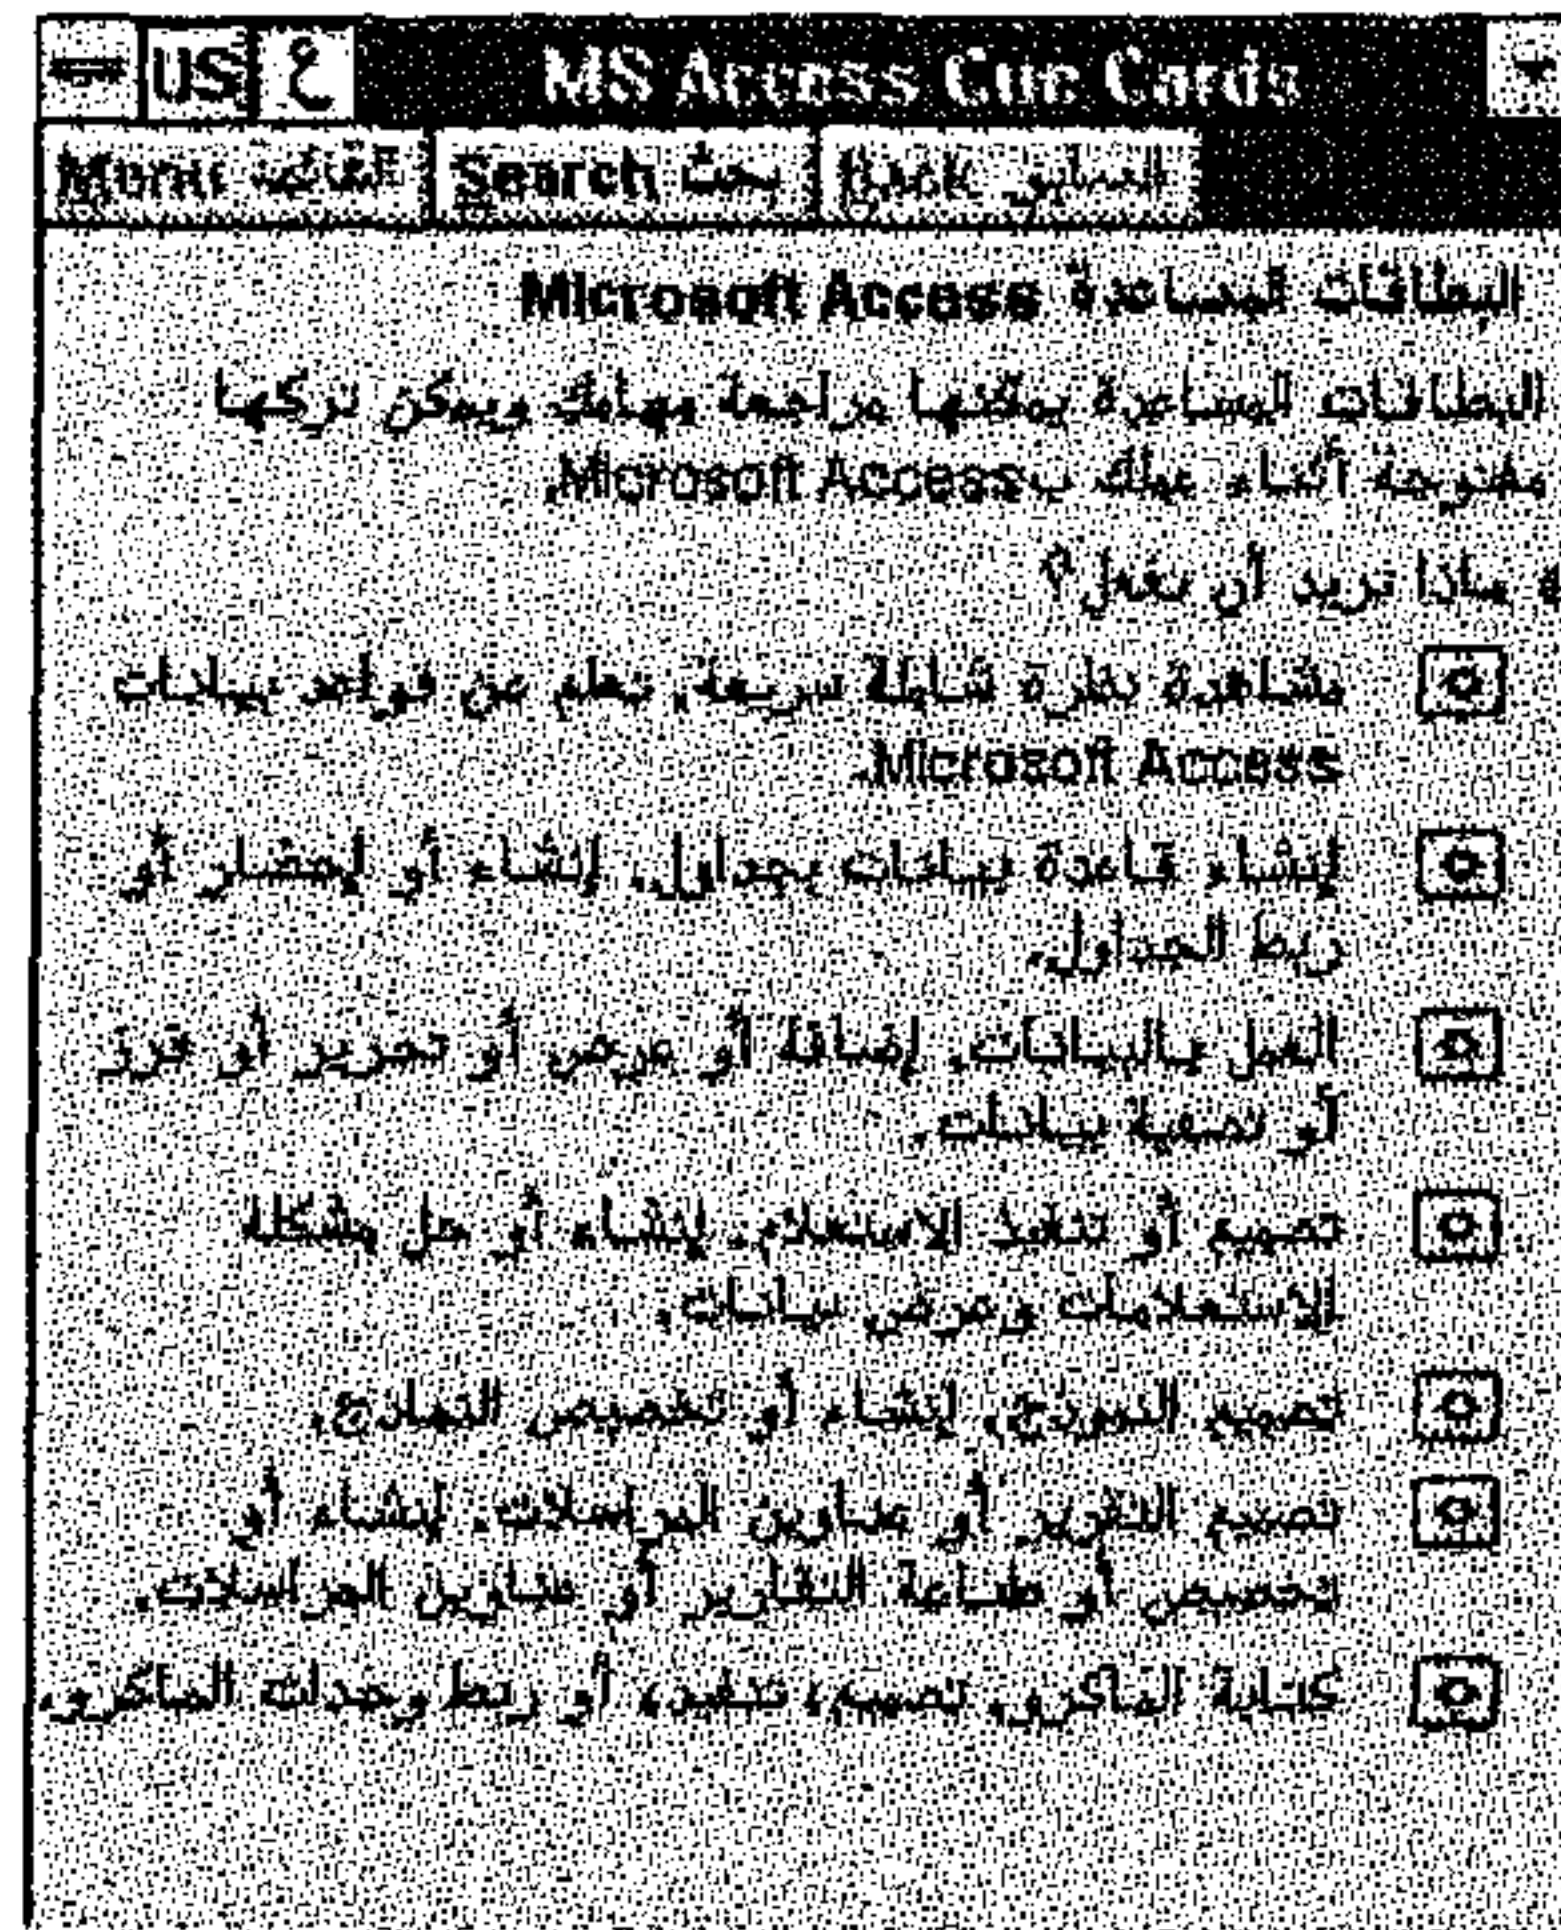 US ع MS Access Cue Cards
Menu القائمة Search بحث Back السابق
البطاقات المساعدة Microsoft Access
البطاقات المساعدة يمكنها مراجعة مهامك ويمكن تركها
مفتوحة أثناء عملك بMicrosoft Access.
ماذا تريد أن تفعل؟
مشاهدة نظرة شاملة سريعة. تعلم عن قواعد بيانات
Microsoft Access.
إنشاء قاعدة بيانات بجداول. إنشاء أو إحضار أو
ربط الجداول.
العمل بالبيانات. إضافة أو عرض أو تحرير أو فرز
أو تصفية بيانات.
تصميم أو تنفيذ الاستعلام. إنشاء أو حل مشكلة
الاستعلامات وعرض بيانات.
تصميم النموذج. إنشاء أو تخصيص النماذج.
تصميم التقرير أو عناوين المراسلات. إنشاء أو
تخصيص أو طباعة التقارير أو عناوين المراسلات.
كتابة الماكرو. تصميم، تنفيذ، أو ربط وحدات الماكرو.